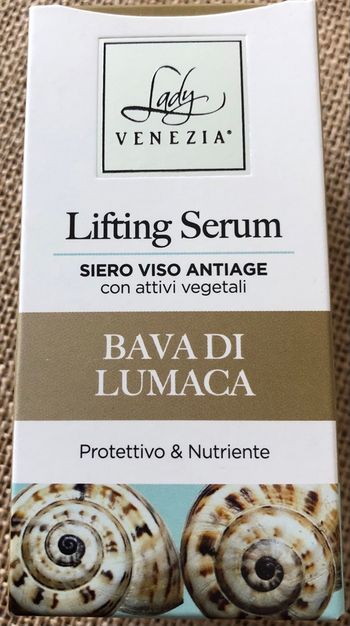 Lady
VENEZIA®
Lifting Serum
SIERO VISO ANTIAGE
con attivi vegetali
BAVA DI
LUMACA
Protettivo & Nutriente